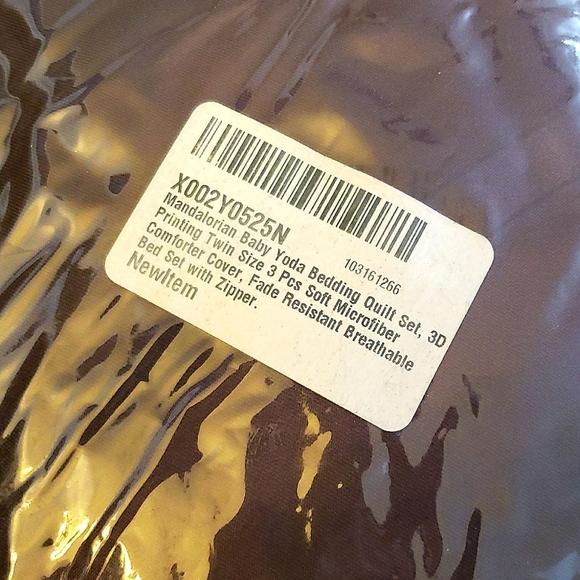 X002Y0525N
103161266
Mandalorian Baby Yoda Bedding Quilt Set, 3D
Printing Twin Size 3 Pcs Soft Microfiber
Comforter Cover, Fade Resistant Breathable
Bed Set with Zipper.
NewItem